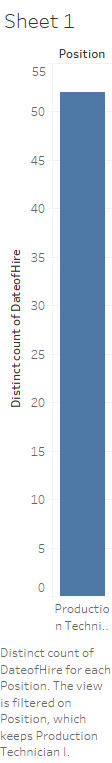 Sheet 1
Position
55
50
45
40
35
30
25
20
15
10
5
0
Distinct count of DateofHire
Productio
n Techni..
Distinct count of
DateofHire for each
Position. The view
is filtered on
Position, which
keeps Production
Technician I.